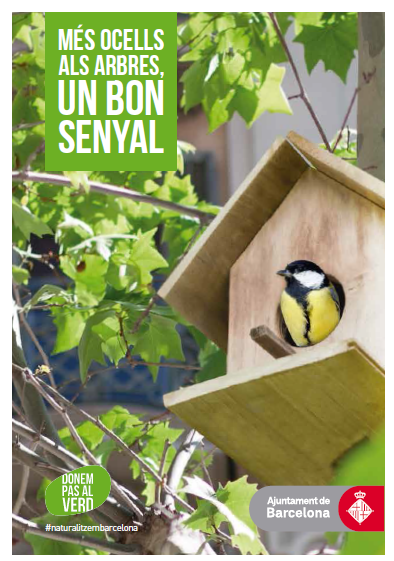 MÉS OCELLS
ALS ARBRES,
UN BON
SENYAL
DONEM
PAS AL
VERD
#naturalitzembarcelona
Ajuntament de
Barcelona